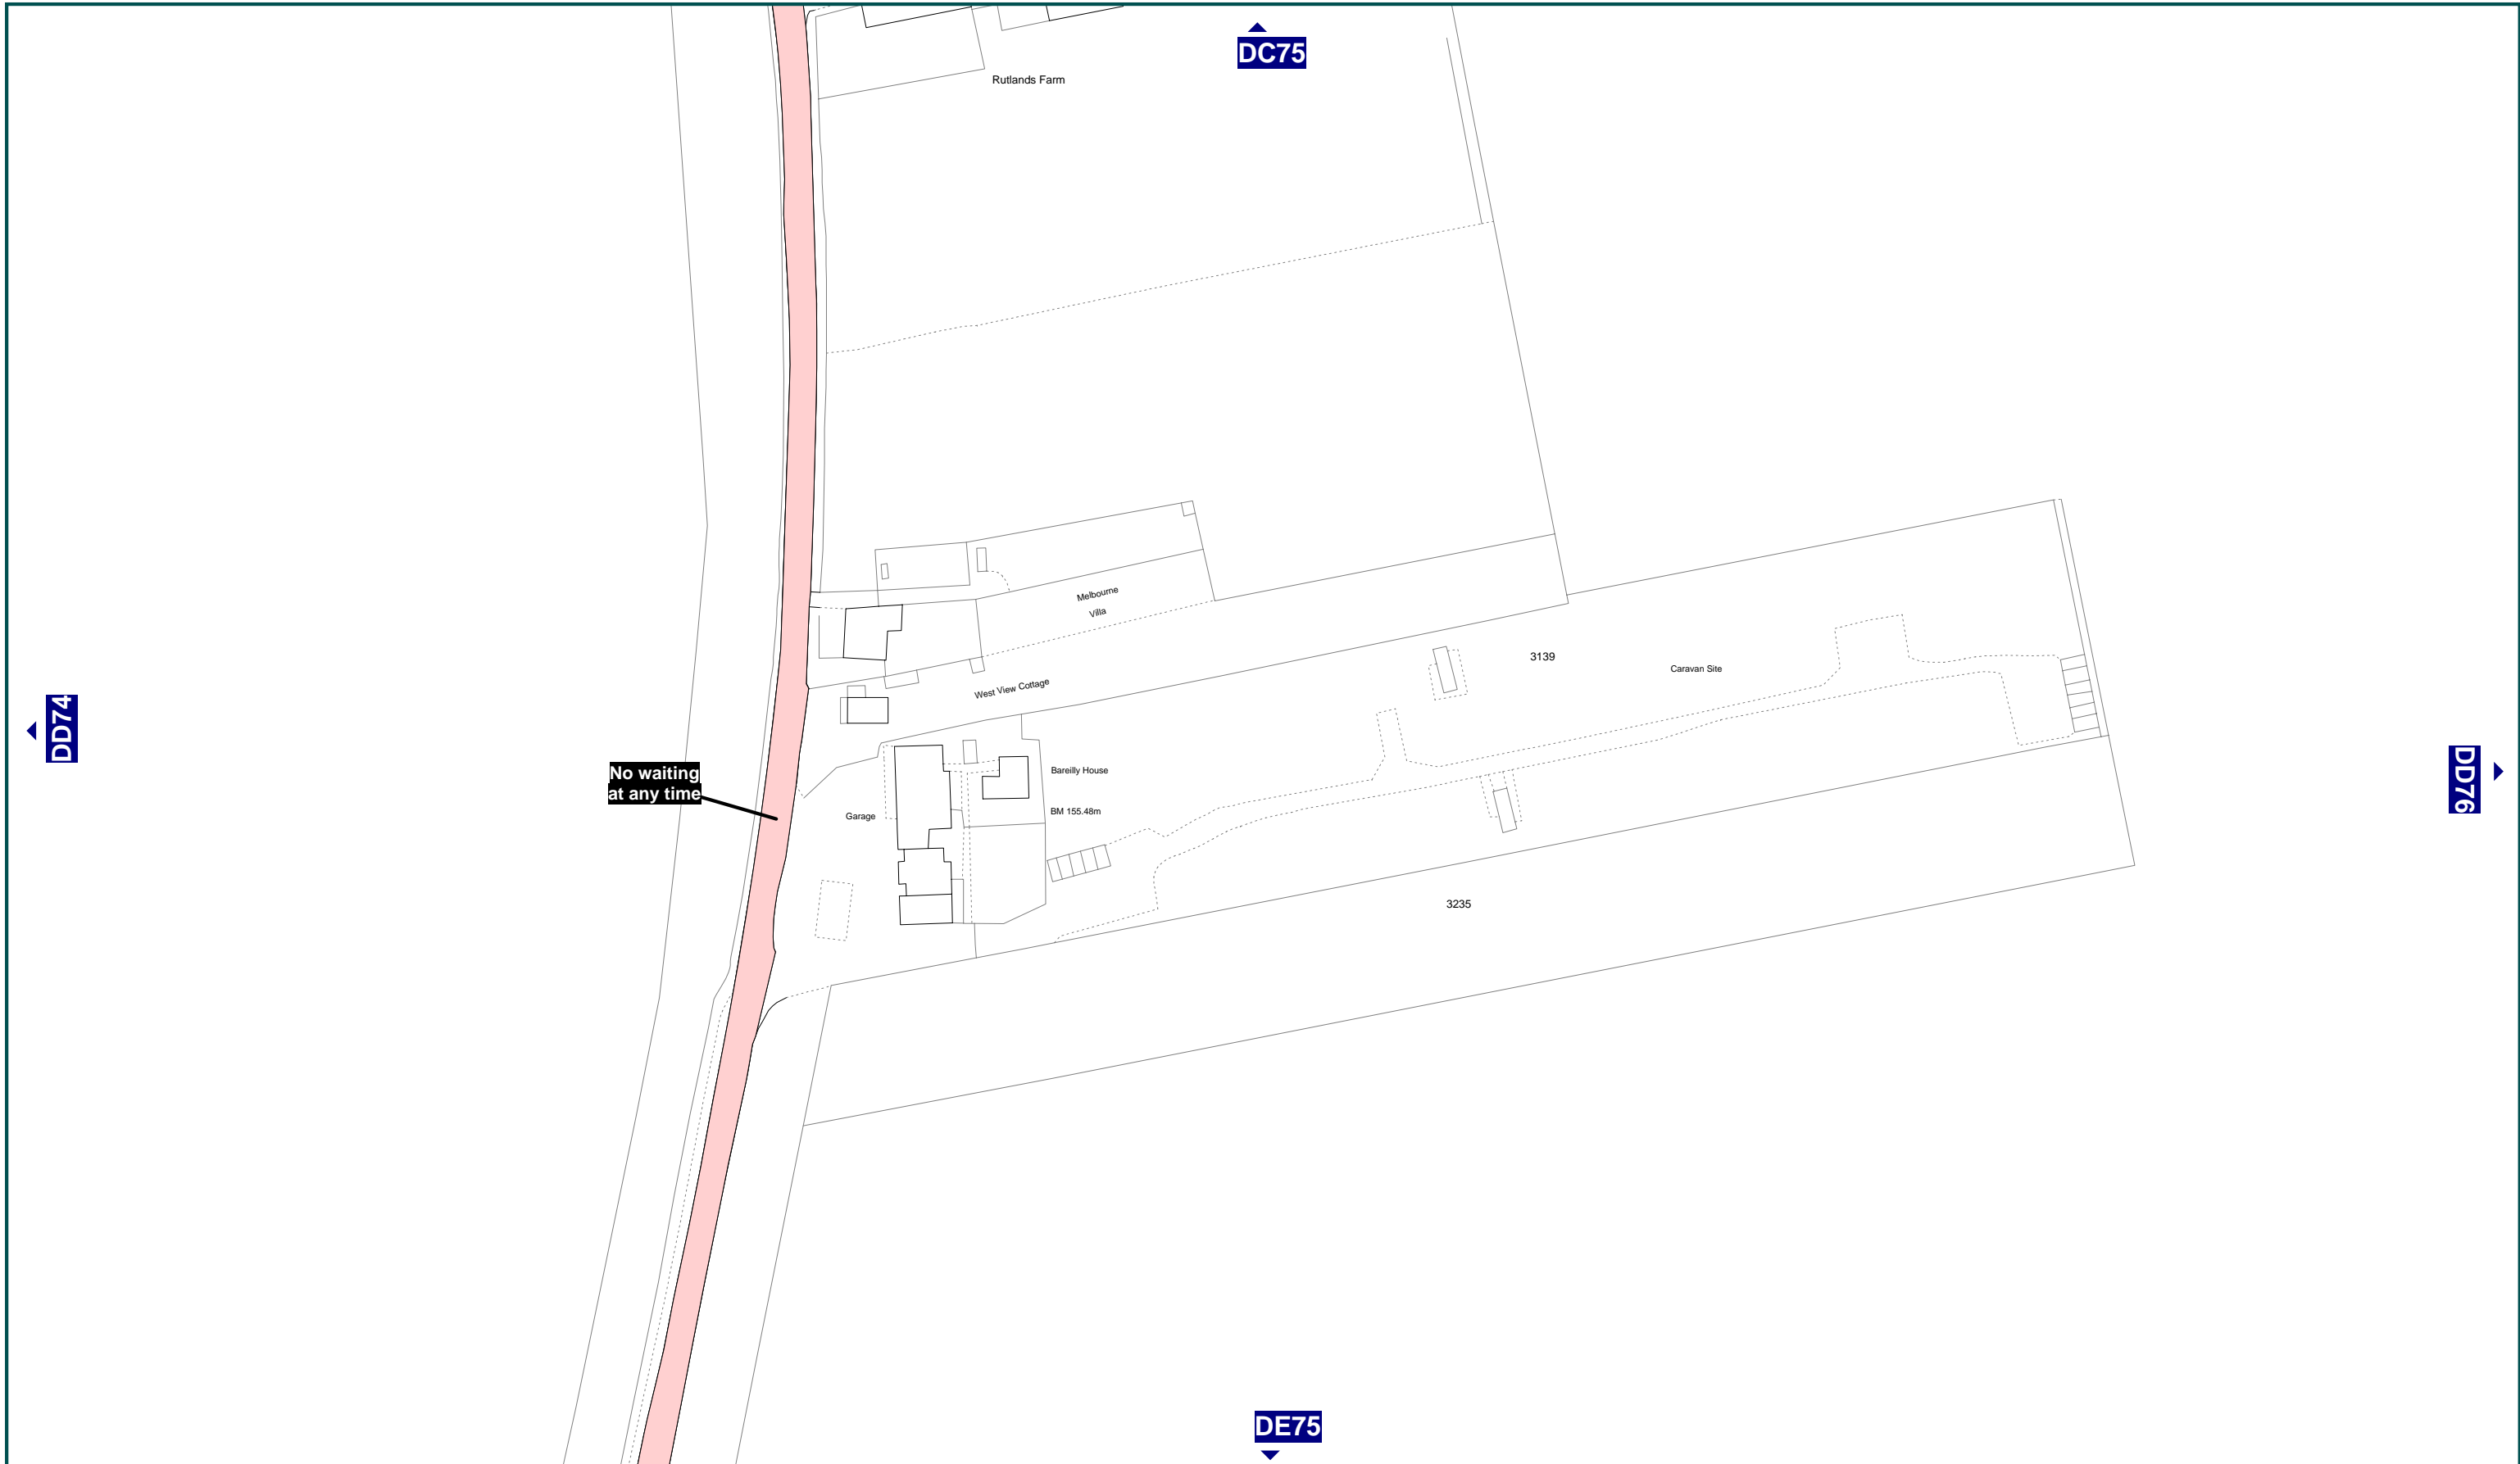 DC75
Rutlands Farm
Melbourne
Villa
3139
Caravan Site
West View Cottage
DD74
No waiting
at any time
DD76
Bareilly House
BM 155.48m
Garage
3235
DE75